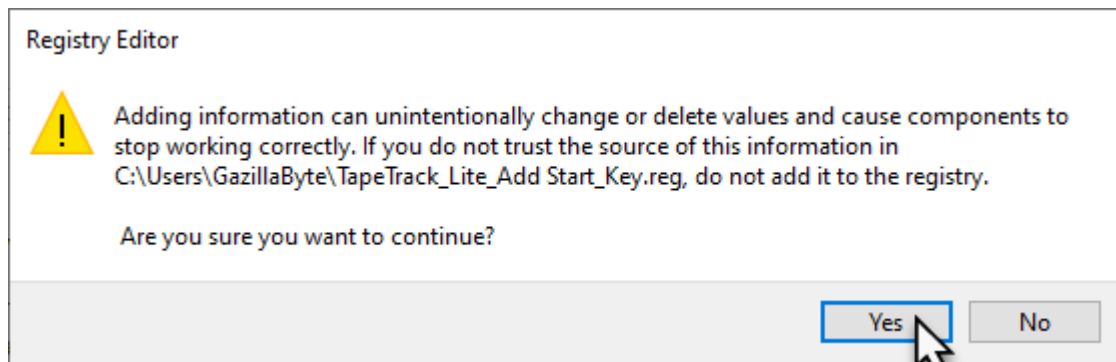 Registry Editor
Adding information can unintentionally change or delete values and cause components to
stop working correctly. If you do not trust the source of this information in
C:\Users\GazillaByte\TapeTrack_Lite_Add Start_Key.reg, do not add it to the registry.
Are you sure you want to continue?
Yes No